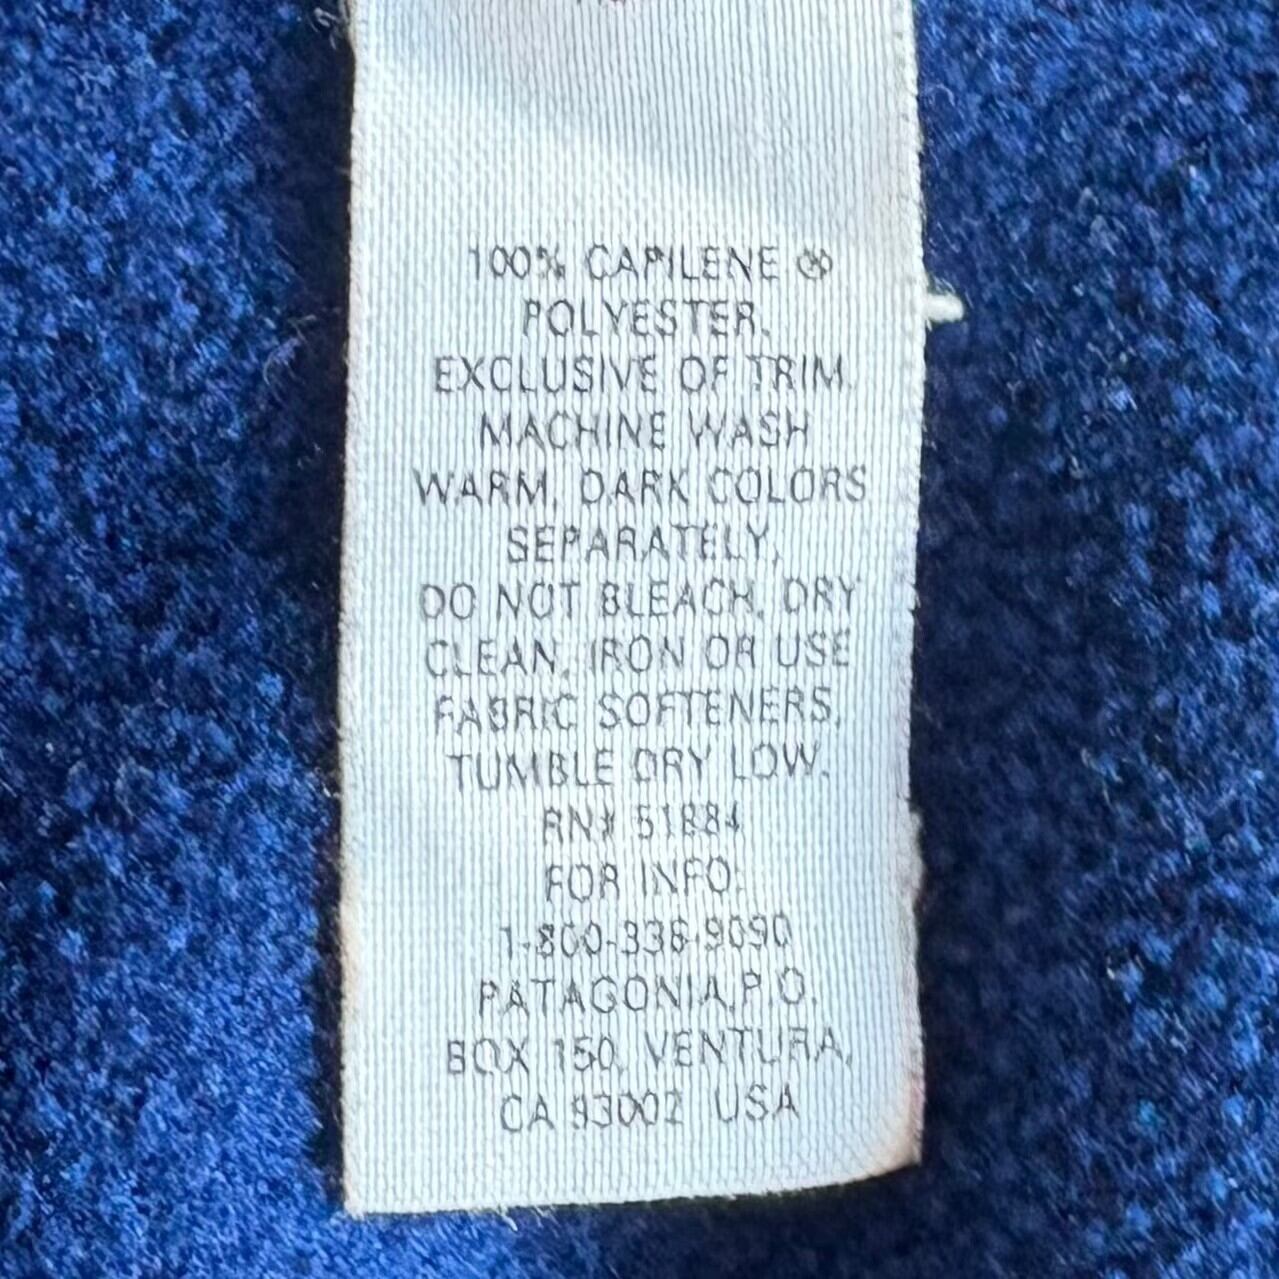 100% CAPILENE ®
POLYESTER,
EXCLUSIVE OF TRIM.
MACHINE WASH
WARM, DARK COLORS
SEPARATELY,
DO NOT BLEACH, DRY
CLEAN, IRON OR USE
FABRIC SOFTENERS,
TUMBLE DRY LOW.
RN# 51884
FOR INFO:
1-800-336-9090
PATAGONIA,P.O.
BOX 150, VENTURA,
CA 93002 USA